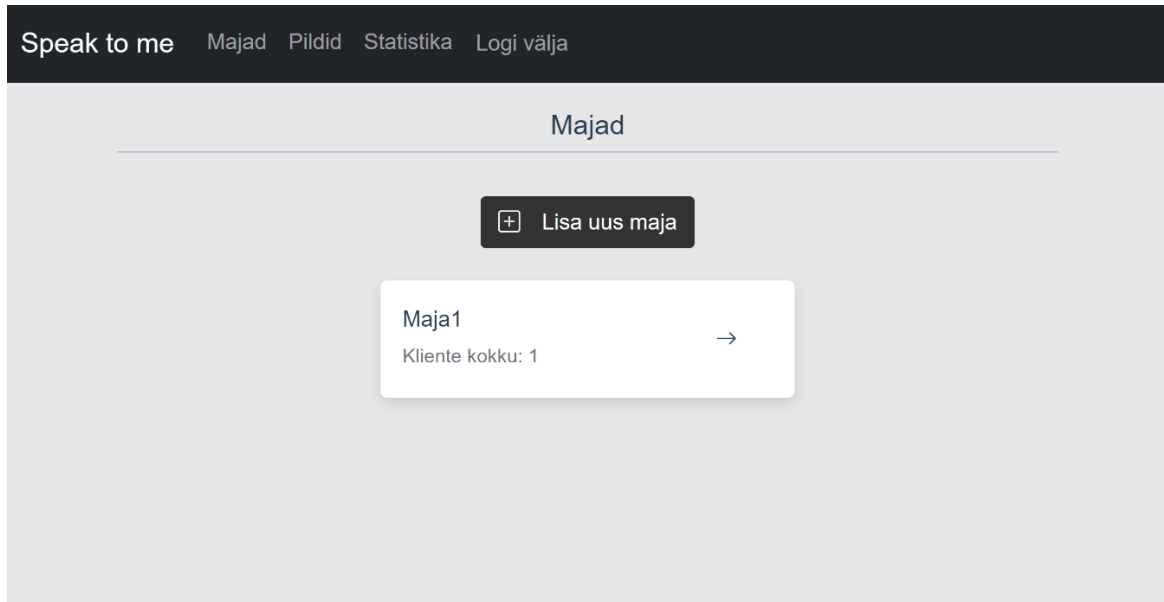 Speak to me Majad Pildid Statistika Logi välja
Majad
Lisa uus maja
Maja1
Kliente kokku: 1